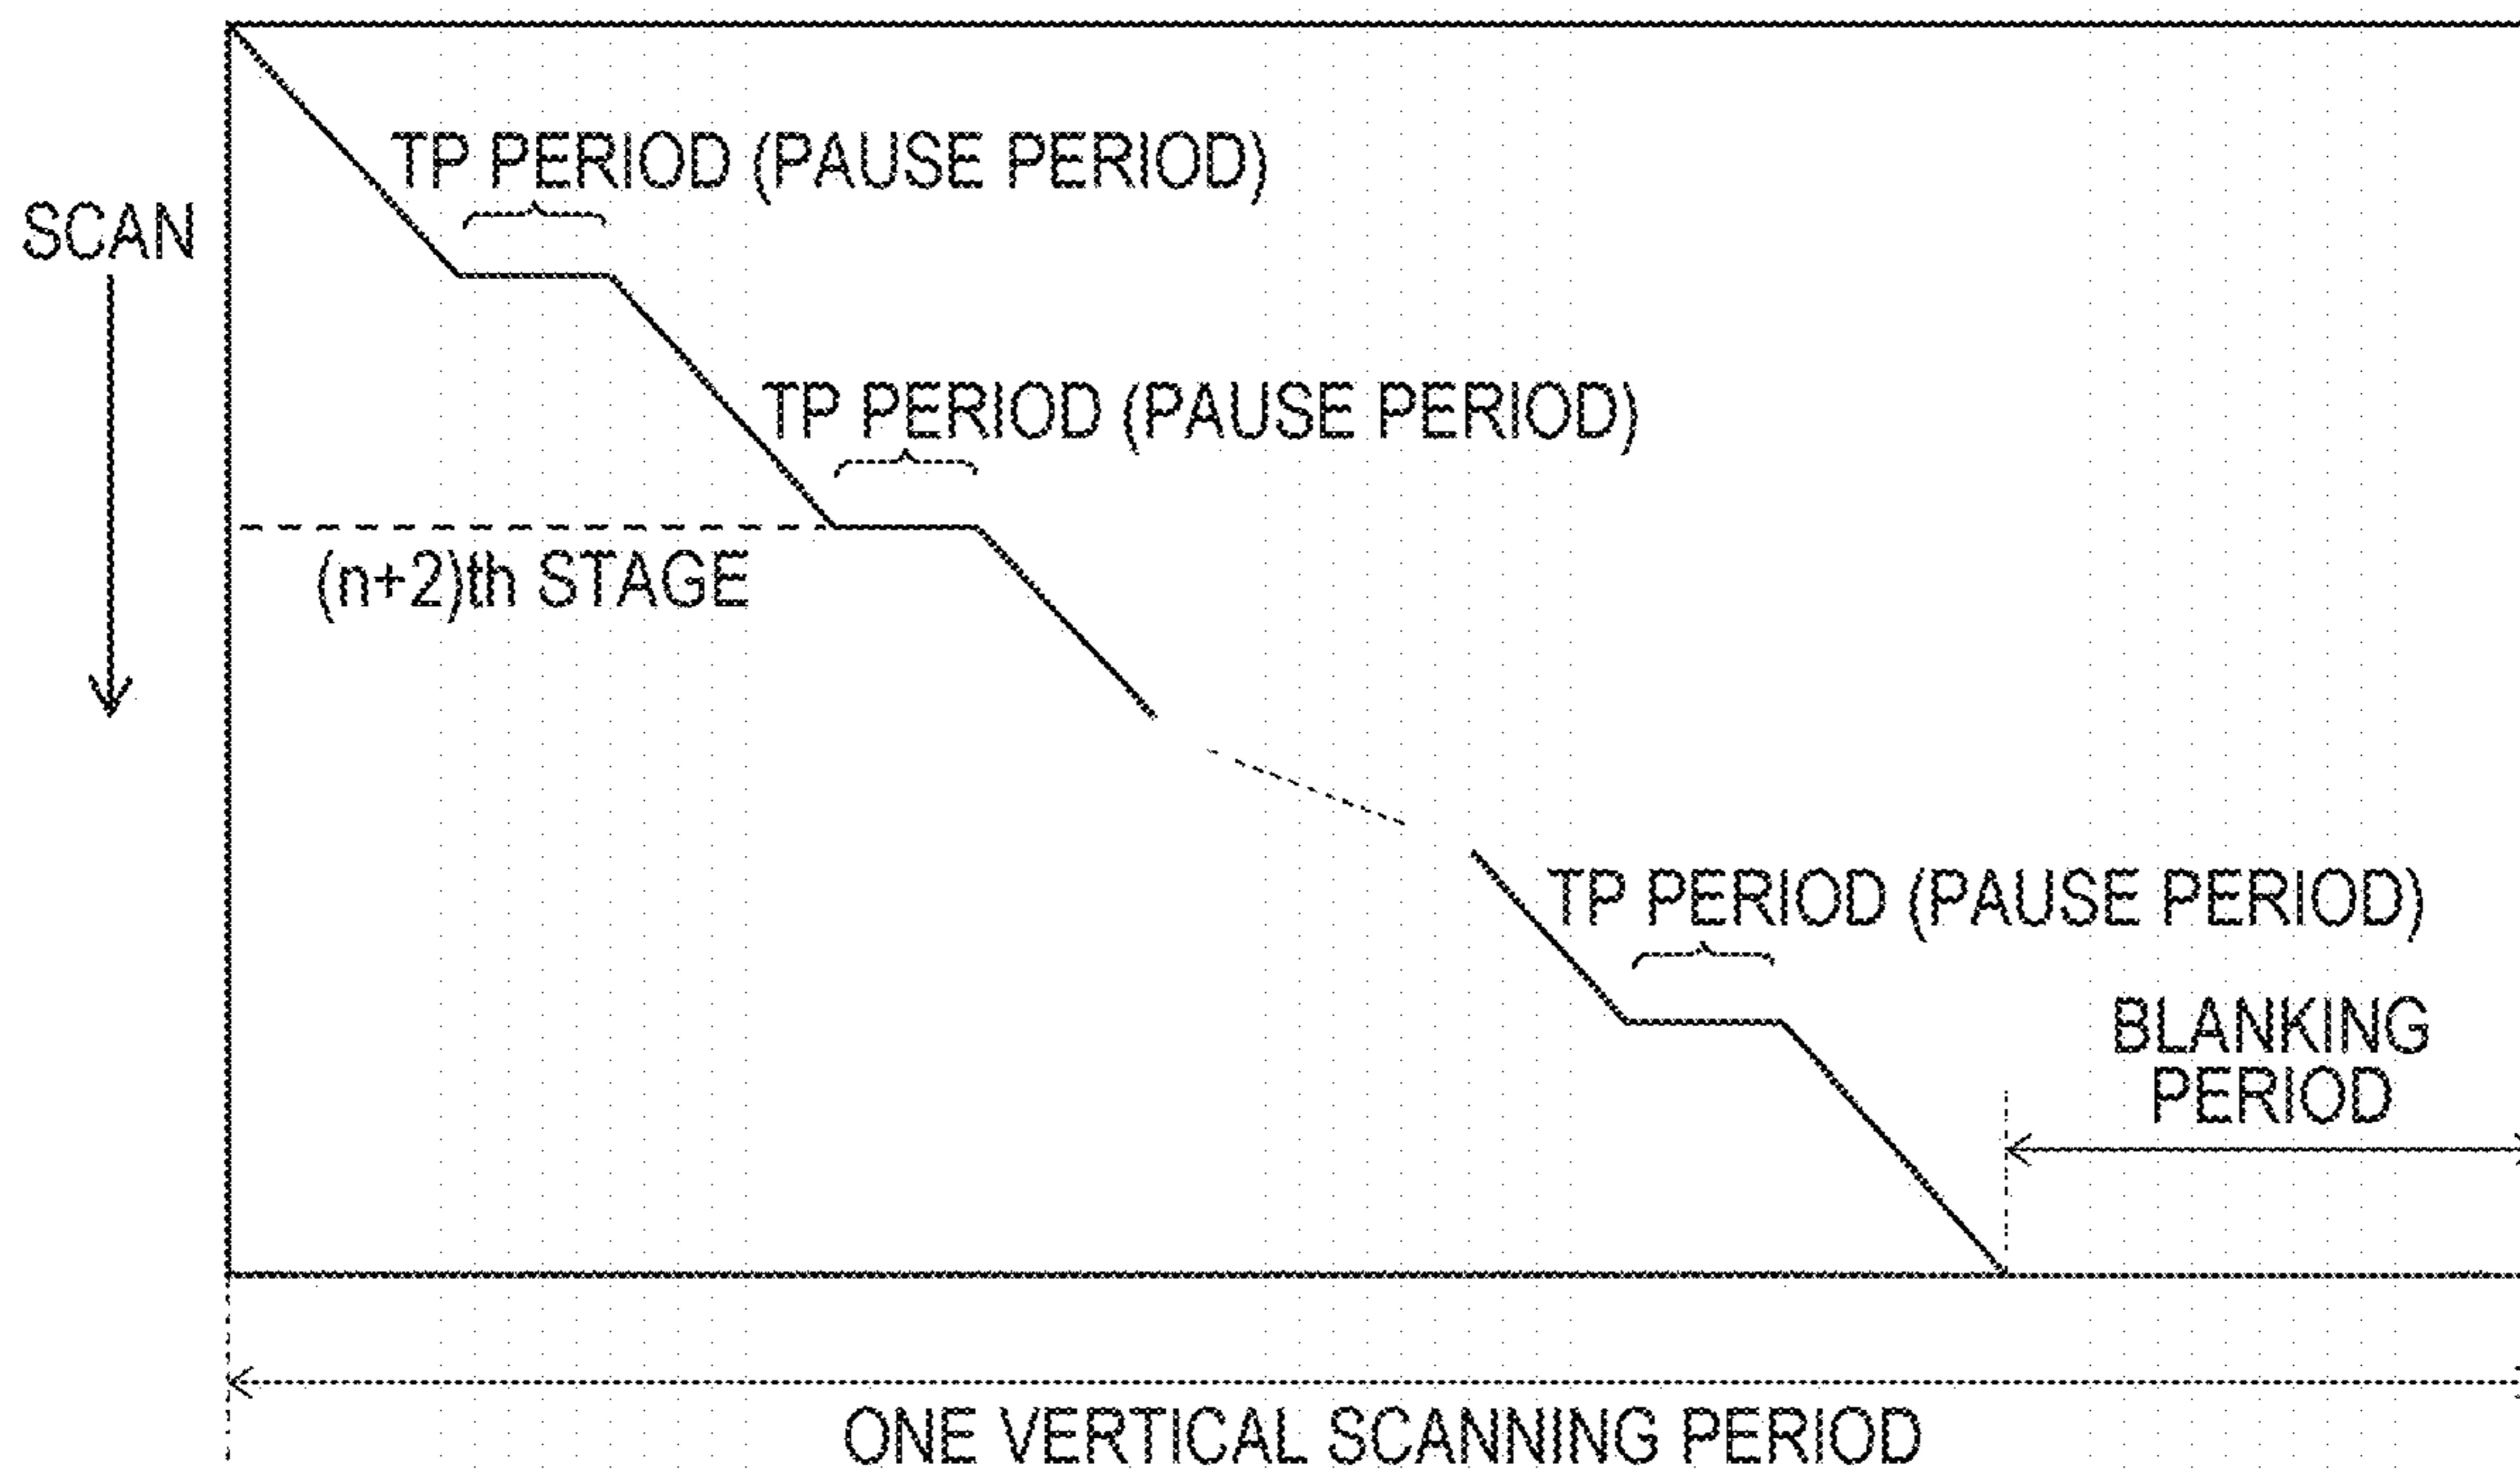 TP PERIOD (PAUSE PERIOD)
SCAN
TP PERIOD (PAUSE PERIOD)
(n+2)th STAGE
TP PERIOD (PAUSE PERIOD)
BLANKING
PERIOD
ONE VERTICAL SCANNING PERIOD